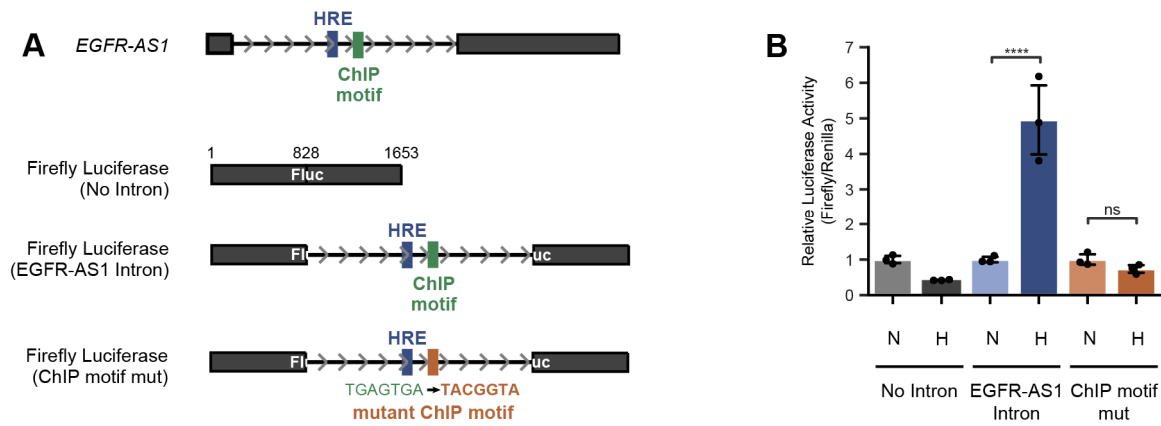 A
EGFR-AS1
HRE
ChIP
motif
Firefly Luciferase
(No Intron)
1 828 1653
Fluc
Firefly Luciferase
(EGFR-AS1 Intron)
HRE
Fl uc
ChIP
motif
Firefly Luciferase
(ChIP motif mut)
HRE
Fl uc
TGAGTGA TACGGTA
mutant ChIP motif
B
Relative Luciferase Activity
(Firefly/Renilla)
7
6
5
4
3
2
1
0
****
ns
N H N H N H
No Intron EGFR-AS1 ChIP motif
Intron mut